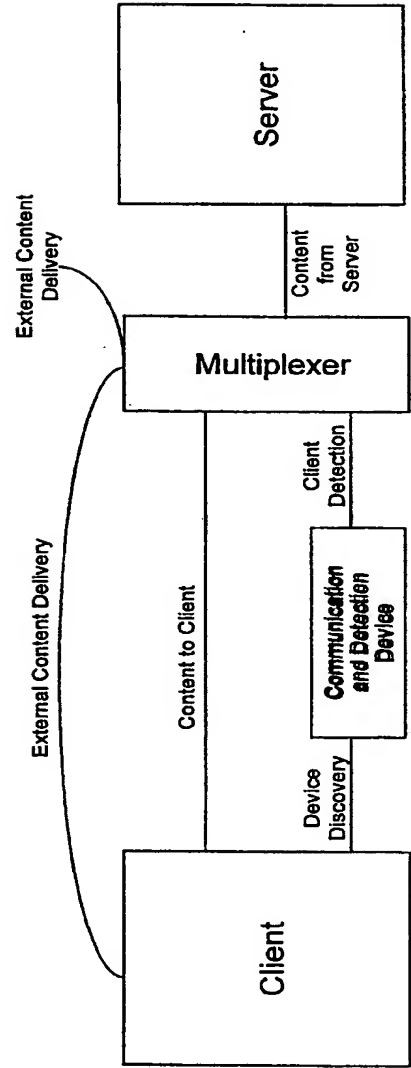 External Content Delivery
External Content
Delivery
Client
Content to Client
Device
Discovery
Communication
and Detection
Device
Client
Detection
Multiplexer
Content
from
Server
Server